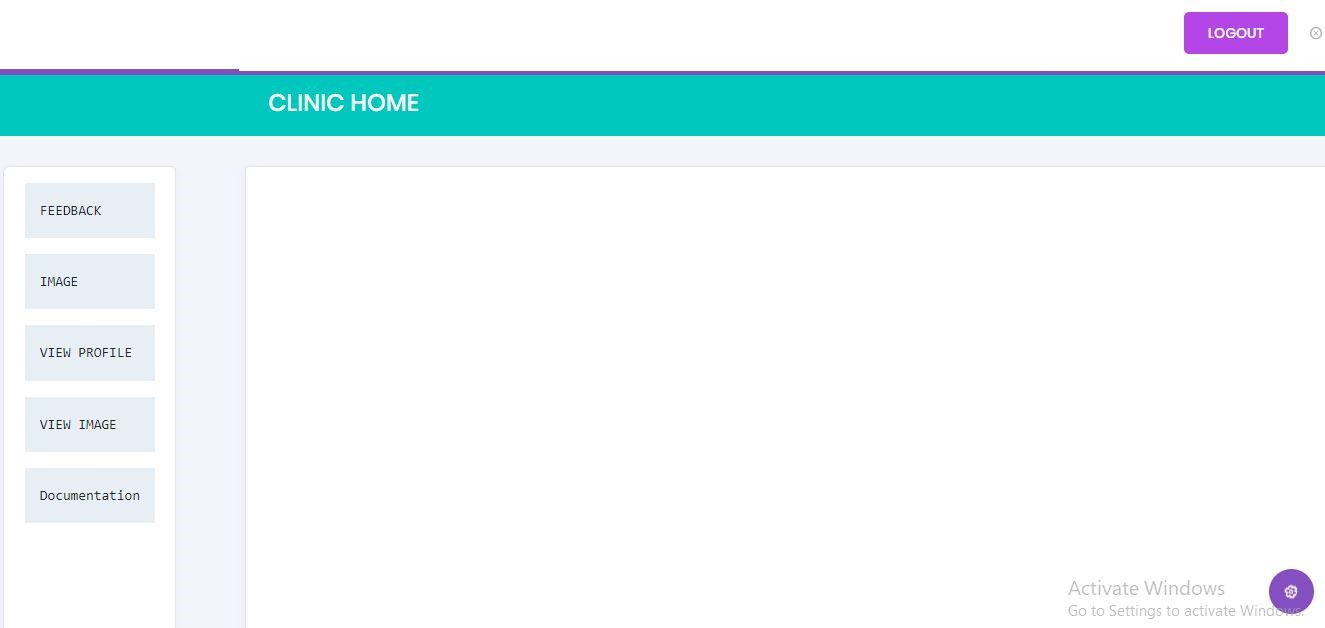 LOGOUT
CLINIC HOME
FEEDBACK
IMAGE
VIEW PROFILE
VIEW IMAGE
Documentation
Activate Windows
Go to Settings to activate Windows.